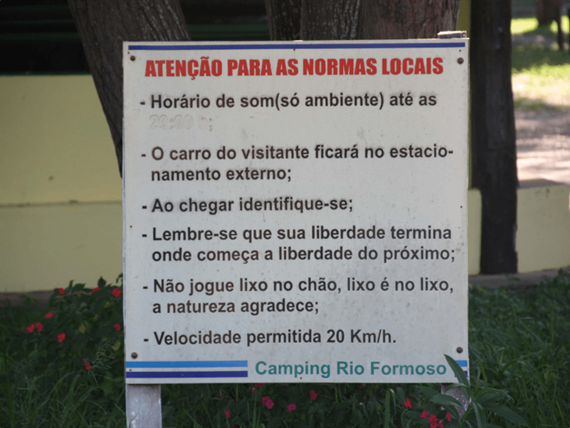 ATENÇÃO PARA AS NORMAS LOCAIS
- Horário de som(só ambiente) até as
- O carro do visitante ficará no estacio-
namento externo;
- Ao chegar identifique-se;
- Lembre-se que sua liberdade termina
onde começa a liberdade do próximo;
- Não jogue lixo no chão, lixo é no lixo,
a natureza agradece;
- Velocidade permitida 20 Km/h.
Camping Rio Formoso